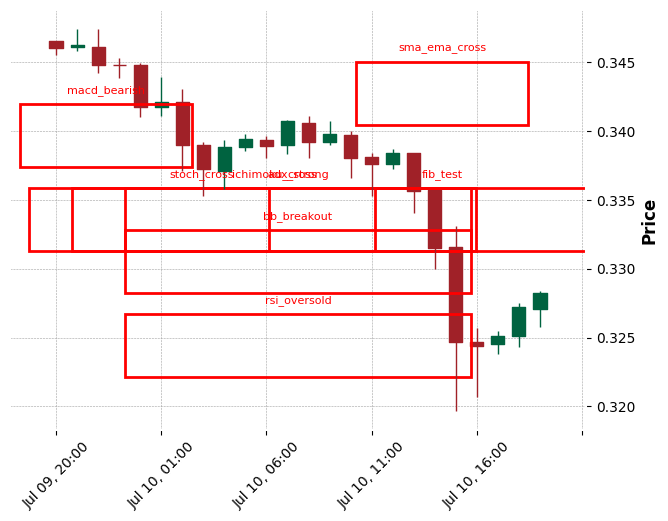 sma_ema_cross
macd_bearish
stoch_cross
ichimoku_cross
adx_strong
fib_test
bb_breakout
rsi_oversold
0.345
0.340
0.335
0.330
0.325
0.320
Price
Jul 09, 20:00
Jul 10, 01:00
Jul 10, 06:00
Jul 10, 11:00
Jul 10, 16:00